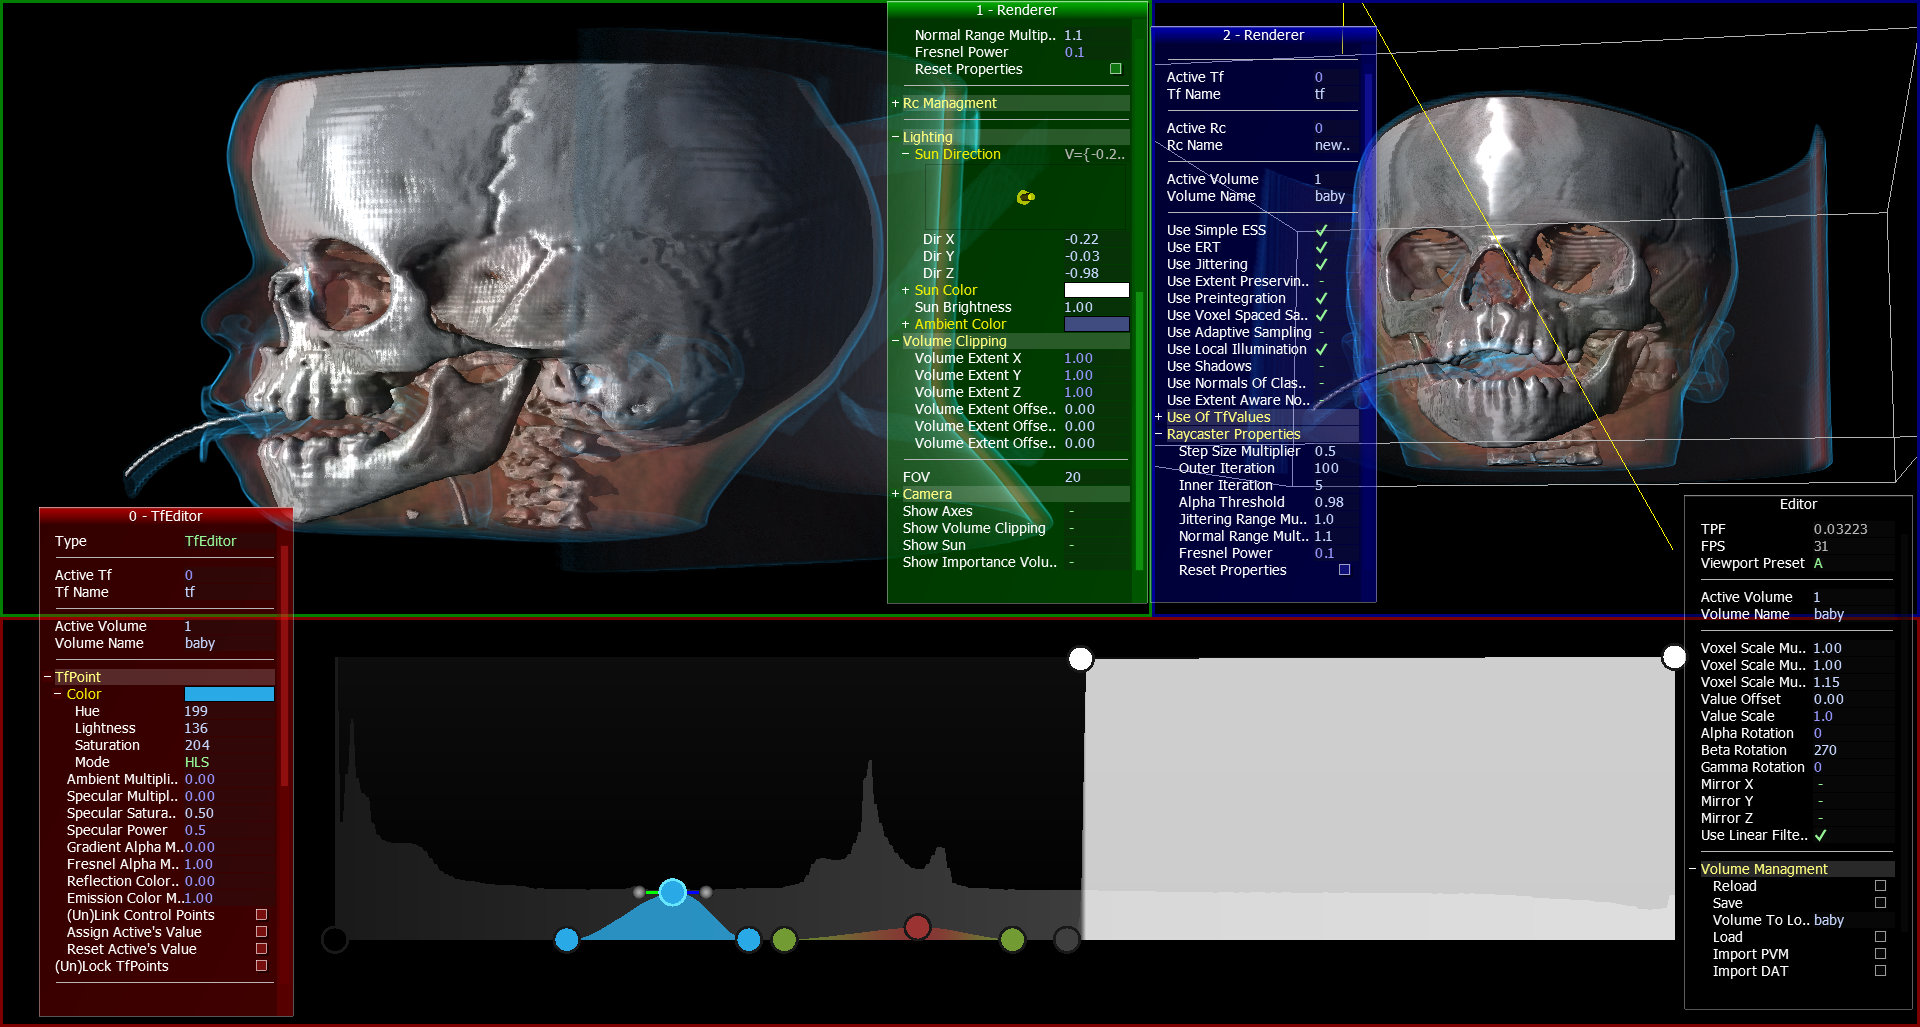 1 - Renderer
Normal Range Multip.. 1.1
Fresnel Power 0.1
Reset Properties
+ Rc Managment
− Lighting
− Sun Direction V={-0.2..
Dir X -0.22
Dir Y -0.03
Dir Z -0.98
+ Sun Color
Sun Brightness 1.00
+ Ambient Color
− Volume Clipping
Volume Extent X 1.00
Volume Extent Y 1.00
Volume Extent Z 1.00
Volume Extent Offse.. 0.00
Volume Extent Offse.. 0.00
Volume Extent Offse.. 0.00
FOV 20
+ Camera
Show Axes -
Show Volume Clipping -
Show Sun -
Show Importance Volu.. -
2 - Renderer
Active Tf 0
Tf Name tf
Active Rc 0
Rc Name new..
Active Volume 1
Volume Name baby
Use Simple ESS ✓
Use ERT ✓
Use Jittering ✓
Use Extent Preservin.. -
Use Preintegration ✓
Use Voxel Spaced Sa.. ✓
Use Adaptive Sampling -
Use Local Illumination ✓
Use Shadows -
Use Normals Of Clas.. -
Use Extent Aware No.. -
+ Use Of TfValues
− Raycaster Properties
Step Size Multiplier 0.5
Outer Iteration 100
Inner Iteration 5
Alpha Threshold 0.98
Jittering Range Mu.. 1.0
Normal Range Mult.. 1.1
Fresnel Power 0.1
Reset Properties
0 - TfEditor
Type TfEditor
Active Tf 0
Tf Name tf
Active Volume 1
Volume Name baby
− TfPoint
− Color
Hue 199
Lightness 136
Saturation 204
Mode HLS
Ambient Multipli.. 0.00
Specular Multipl.. 0.00
Specular Satura.. 0.50
Specular Power 0.5
Gradient Alpha M.. 0.00
Fresnel Alpha M.. 1.00
Reflection Color.. 0.00
Emission Color M.. 1.00
(Un)Link Control Points
Assign Active's Value
Reset Active's Value
(Un)Lock TfPoints
Editor
TPF 0.03223
FPS 31
Viewport Preset A
Active Volume 1
Volume Name baby
Voxel Scale Mu.. 1.00
Voxel Scale Mu.. 1.00
Voxel Scale Mu.. 1.15
Value Offset 0.00
Value Scale 1.0
Alpha Rotation 0
Beta Rotation 270
Gamma Rotation 0
Mirror X -
Mirror Y -
Mirror Z -
Use Linear Filte.. ✓
− Volume Managment
Reload
Save
Volume To Lo.. baby
Load
Import PVM
Import DAT